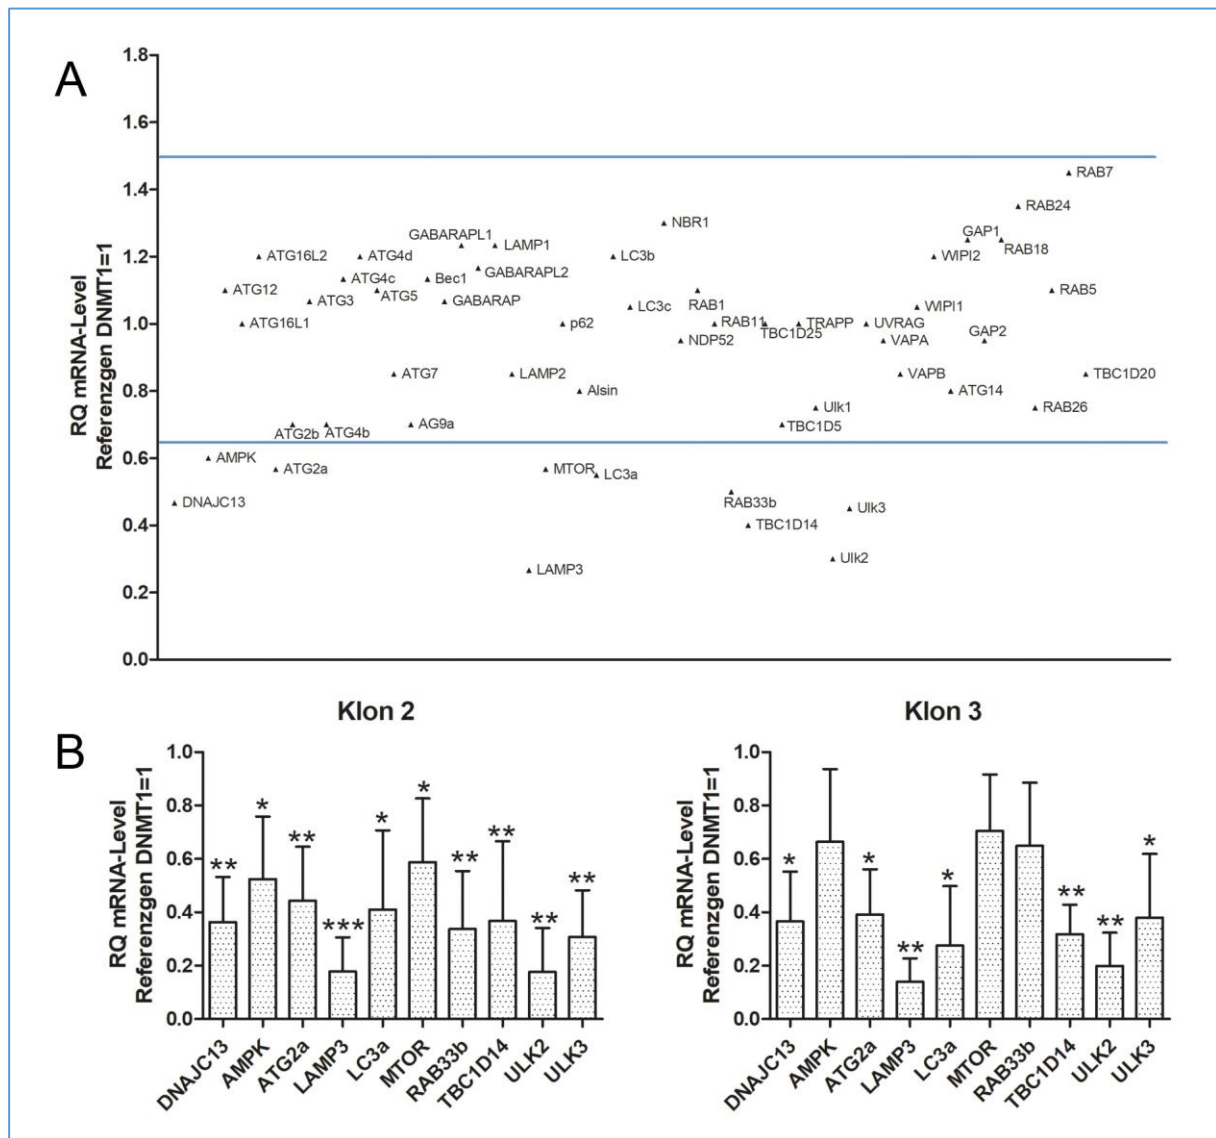 A
RQ mRNA-Level
Referenzgen DNMT1=1
1.8
1.6
1.4
1.2
1.0
0.8
0.6
0.4
0.2
0.0
RAB7
RAB24
NBR1
GABARAPL1
LAMP1
GAP1
RAB18
ATG16L2
ATG4d
LC3b
WIPI2
GABARAPL2
ATG4c
Bec1
ATG12
ATG3
ATG5
GABARAP
RAB1
RAB5
LC3c
WIPI1
ATG16L1
p62
RAB11
TBC1D25
TRAPP
UVRAG
NDP52
VAPA
GAP2
ATG7
LAMP2
VAPB
TBC1D20
Alsin
ATG14
Ulk1
RAB26
ATG2b
ATG4b
AG9a
TBC1D5
AMPK
ATG2a
MTOR
LC3a
DNAJC13
RAB33b
Ulk3
TBC1D14
Ulk2
LAMP3
B
Klon 2
RQ mRNA-Level
Referenzgen DNMT1=1
1.0
0.8
0.6
0.4
0.2
0.0
** * ** *** * * ** ** ** **
DNAJC13
AMPK
ATG2a
LAMP3
LC3a
MTOR
RAB33b
TBC1D14
ULK2
ULK3
Klon 3
RQ mRNA-Level
Referenzgen DNMT1=1
1.0
0.8
0.6
0.4
0.2
0.0
* * ** * ** ** *
DNAJC13
AMPK
ATG2a
LAMP3
LC3a
MTOR
RAB33b
TBC1D14
ULK2
ULK3